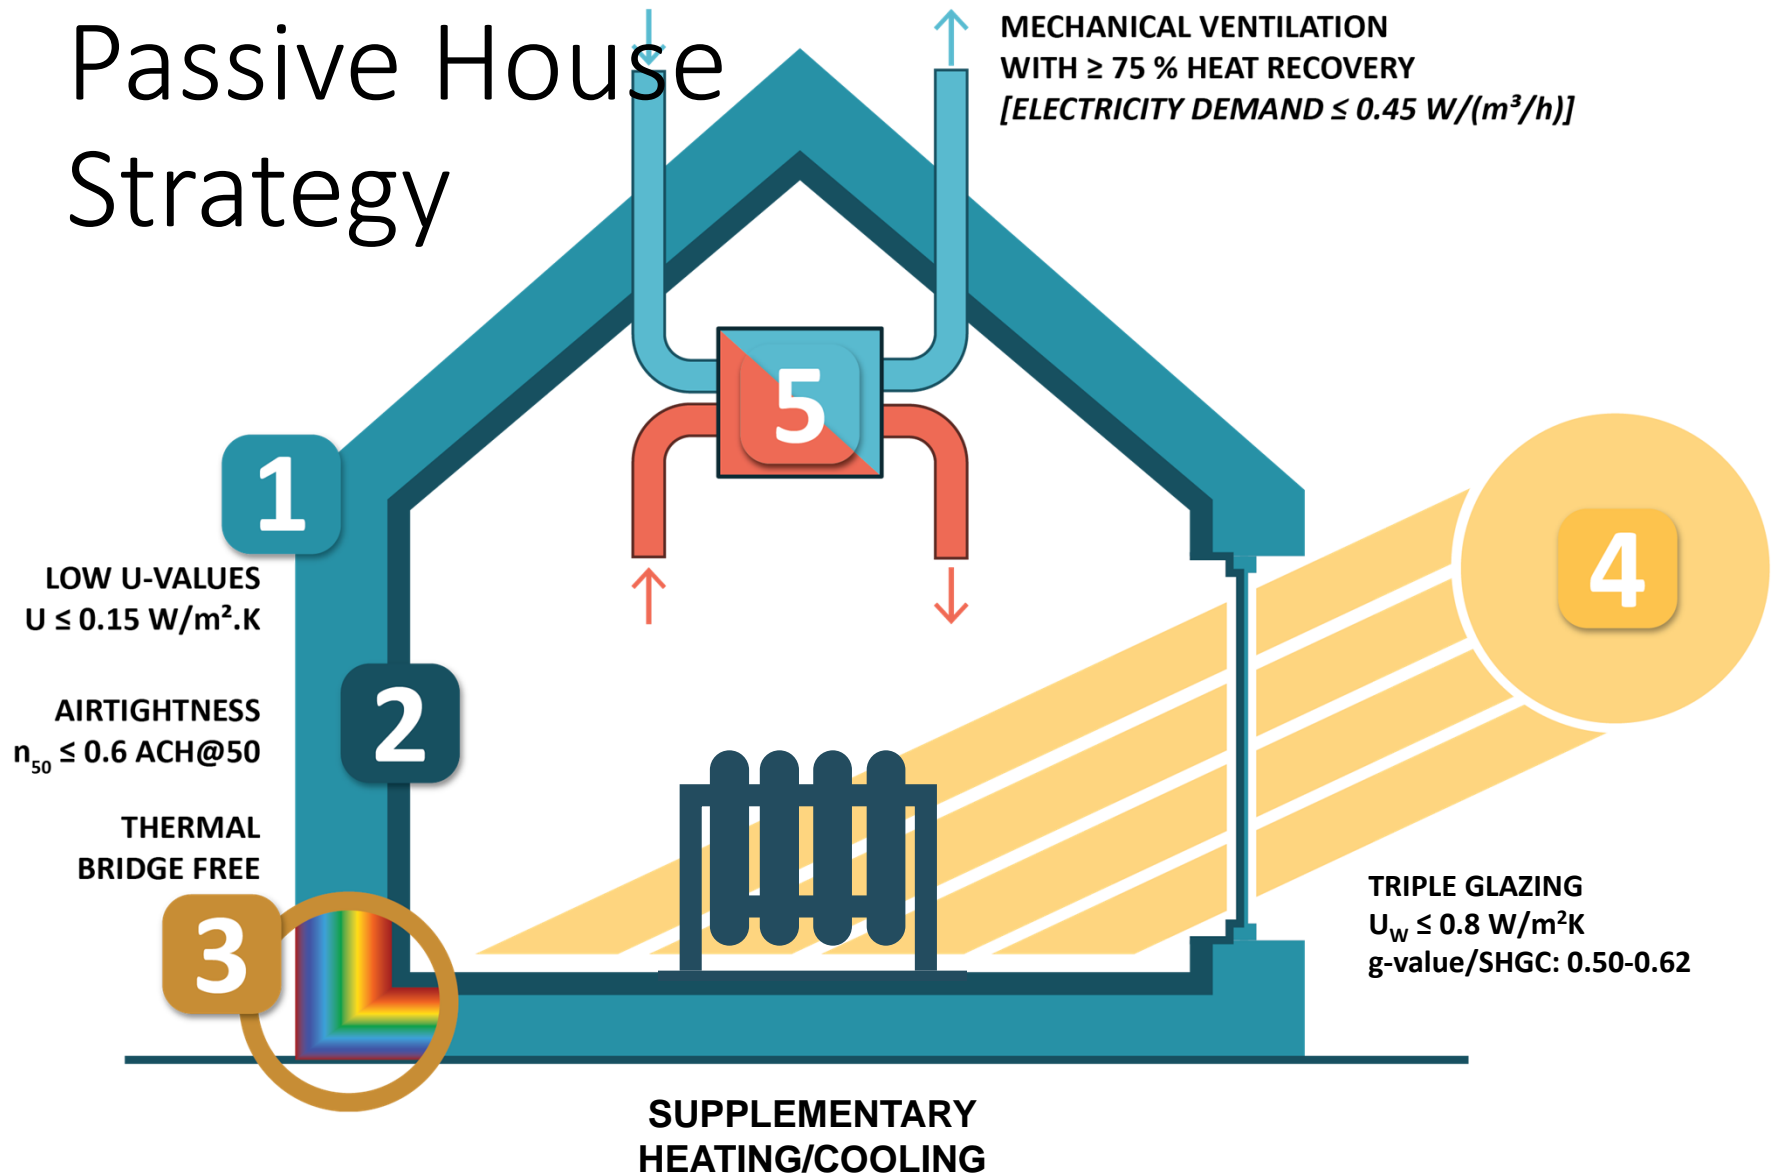 Passive House
Strategy
MECHANICAL VENTILATION
WITH ≥ 75 % HEAT RECOVERY
[ELECTRICITY DEMAND ≤ 0.45 W/(m³/h)]
5
1
LOW U-VALUES
U ≤ 0.15 W/m².K
4
2
AIRTIGHTNESS
n₅₀ ≤ 0.6 ACH@50
THERMAL
BRIDGE FREE
3
TRIPLE GLAZING
U_W ≤ 0.8 W/m²K
g-value/SHGC: 0.50-0.62
SUPPLEMENTARY
HEATING/COOLING